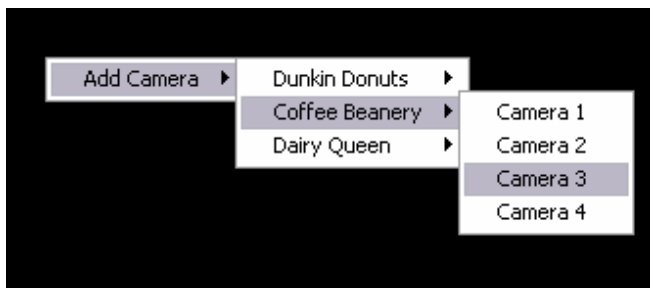 Add Camera
Dunkin Donuts
Coffee Beanery
Dairy Queen
Camera 1
Camera 2
Camera 3
Camera 4